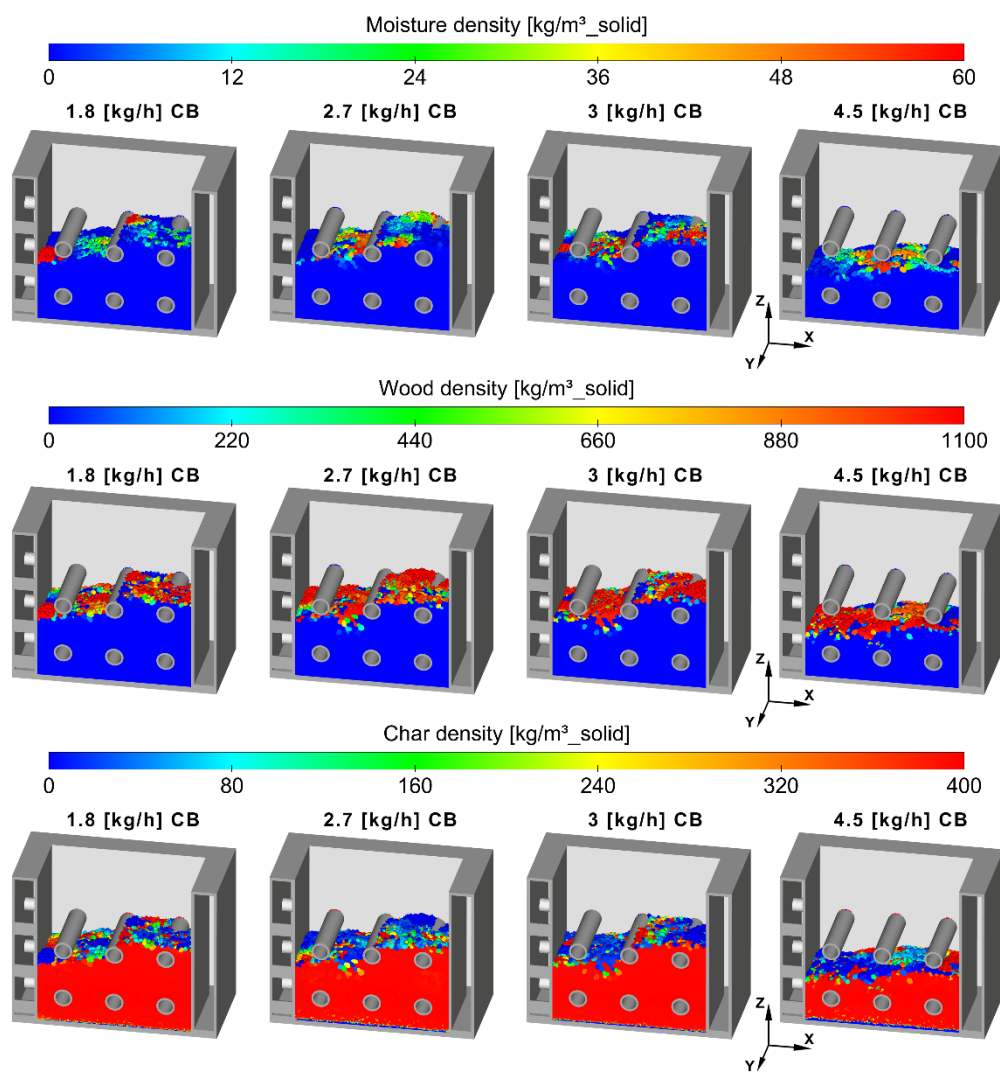 Moisture density [kg/m³_solid]
0 12 24 36 48 60
1.8 [kg/h] CB 2.7 [kg/h] CB 3 [kg/h] CB 4.5 [kg/h] CB
Z
X
Y
Wood density [kg/m³_solid]
0 220 440 660 880 1100
1.8 [kg/h] CB 2.7 [kg/h] CB 3 [kg/h] CB 4.5 [kg/h] CB
Z
X
Y
Char density [kg/m³_solid]
0 80 160 240 320 400
1.8 [kg/h] CB 2.7 [kg/h] CB 3 [kg/h] CB 4.5 [kg/h] CB
Z
X
Y